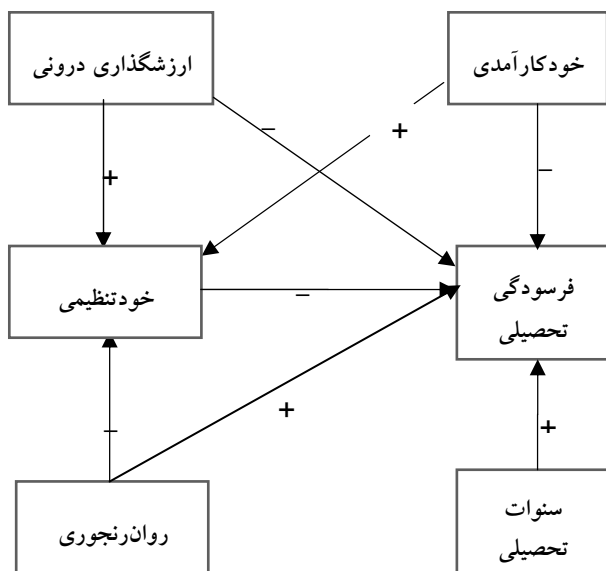 خودکارآمدی
ارزشگذاری درونی
–
+
+
–
فرسودگی
تحصیلی
خودتنظیمی
–
+
–
+
سنوات
تحصیلی
روان‌رنجوری